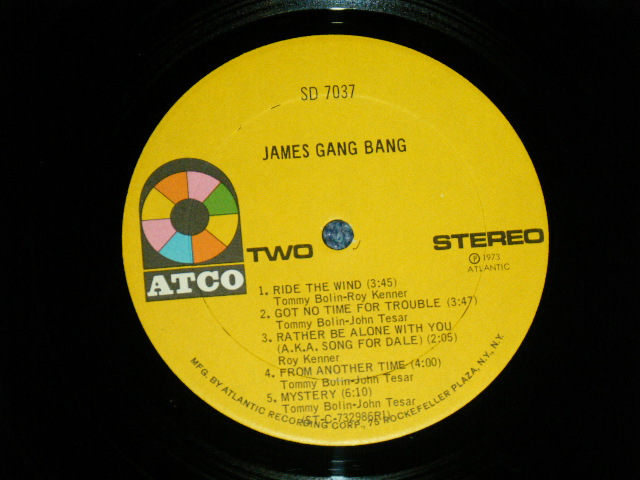 SD 7037
JAMES GANG BANG
ATCO
TWO
STEREO
Ⓟ 1973
ATLANTIC
1. RIDE THE WIND (3:45)
Tommy Bolin-Roy Kenner
2. GOT NO TIME FOR TROUBLE (3:47)
Tommy Bolin-John Tesar
3. RATHER BE ALONE WITH YOU
(A.K.A. SONG FOR DALE) (2:05)
Roy Kenner
4. FROM ANOTHER TIME (4:00)
Tommy Bolin-John Tesar
5. MYSTERY (6:10)
Tommy Bolin-John Tesar
(ST-C-732986R1)
MFG. BY ATLANTIC RECORDING CORP., 75 ROCKEFELLER PLAZA, N.Y., N.Y.